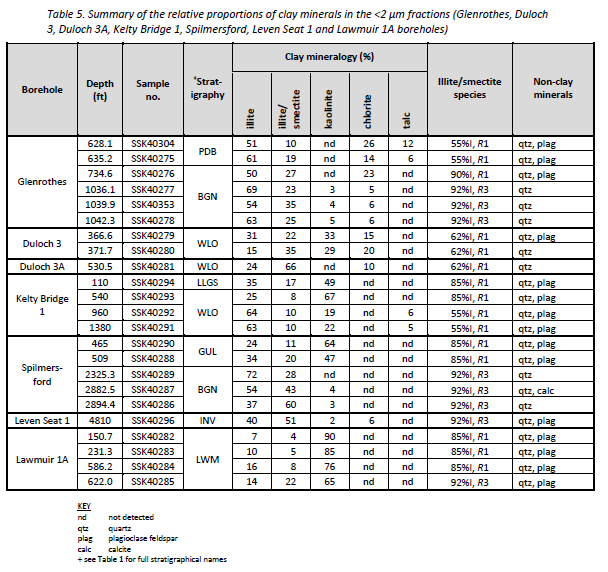 Table 5. Summary of the relative proportions of clay minerals in the <2 µm fractions (Glenrothes, Duloch
3, Duloch 3A, Kelty Bridge 1, Spilmersford, Leven Seat 1 and Lawmuir 1A boreholes)
Borehole Depth (ft) Sample no. +Strat-igraphy Clay mineralogy (%) Illite/smectite species Non-clay minerals
illite illite/smectite kaolinite chlorite talc
Glenrothes 628.1 SSK40304 PDB 51 10 nd 26 12 55%I, R1 qtz, plag
635.2 SSK40275 61 19 nd 14 6 55%I, R1 qtz, plag
734.6 SSK40276 BGN 50 27 nd 23 nd 90%I, R1 qtz, plag
1036.1 SSK40277 69 23 3 5 nd 92%I, R3 qtz
1039.9 SSK40353 54 35 4 6 nd 92%I, R3 qtz
1042.3 SSK40278 63 25 5 6 nd 92%I, R3 qtz
Duloch 3 366.6 SSK40279 WLO 31 22 33 15 nd 62%I, R1 qtz, plag
371.7 SSK40280 15 35 29 20 nd 62%I, R1 qtz
Duloch 3A 530.5 SSK40281 WLO 24 66 nd 10 nd 62%I, R1 qtz
Kelty Bridge 1 110 SSK40294 LLGS 35 17 49 nd nd 85%I, R1 qtz, plag
540 SSK40293 WLO 25 8 67 nd nd 85%I, R1 qtz, plag
960 SSK40292 64 10 19 nd 6 55%I, R1 qtz, plag
1380 SSK40291 63 10 22 nd 5 55%I, R1 qtz, plag
Spilmers-ford 465 SSK40290 GUL 24 11 64 nd nd 85%I, R1 qtz, plag
509 SSK40288 34 20 47 nd nd 85%I, R1 qtz, plag
2325.3 SSK40289 BGN 72 28 nd nd nd 92%I, R3 qtz
2882.5 SSK40287 54 43 4 nd nd 92%I, R3 qtz, calc
2894.4 SSK40286 37 60 3 nd nd 92%I, R3 qtz
Leven Seat 1 4810 SSK40296 INV 40 51 2 6 nd 92%I, R3 qtz, plag
Lawmuir 1A 150.7 SSK40282 LWM 7 4 90 nd nd 85%I, R1 qtz, plag
231.3 SSK40283 10 5 85 nd nd 85%I, R1 qtz, plag
586.2 SSK40284 16 8 76 nd nd 85%I, R1 qtz, plag
622.0 SSK40285 14 22 65 nd nd 92%I, R3 qtz, plag
KEY
nd not detected
qtz quartz
plag plagioclase feldspar
calc calcite
+ see Table 1 for full stratigraphical names